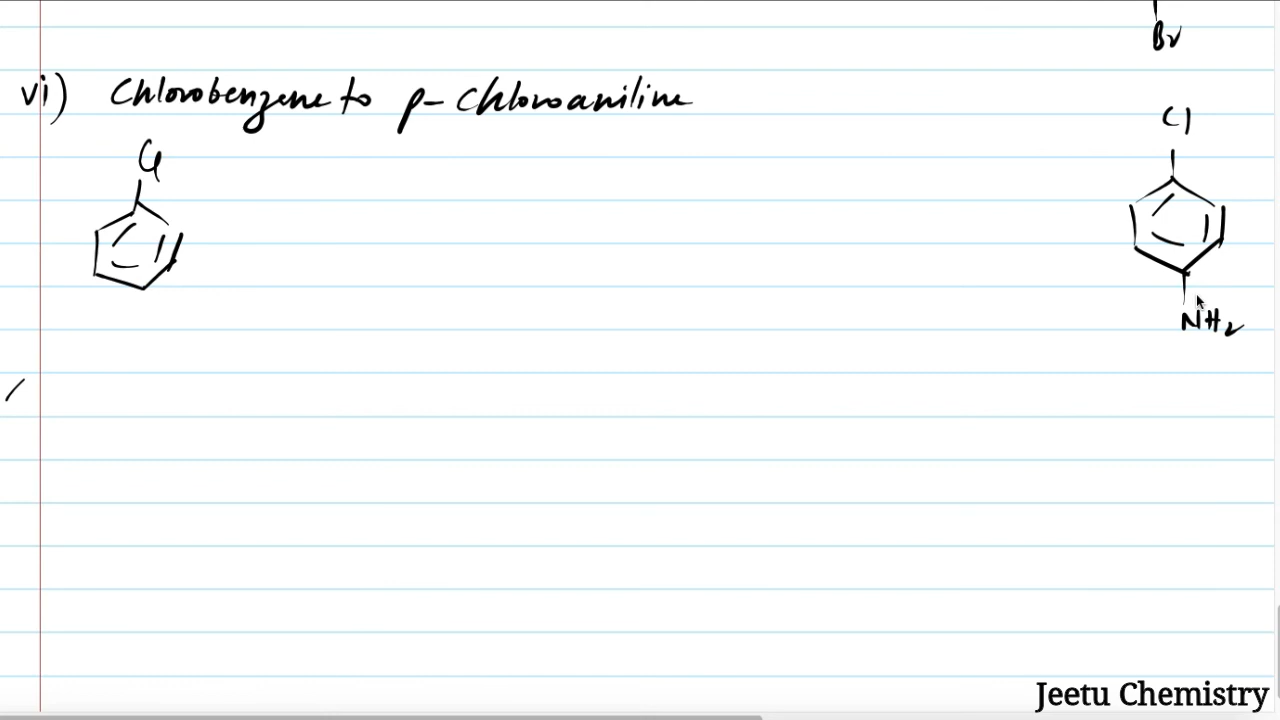 Br
vi) Chlorobenzene to p-Chloroaniline
Cl
Cl
NH₂
Jeetu Chemistry